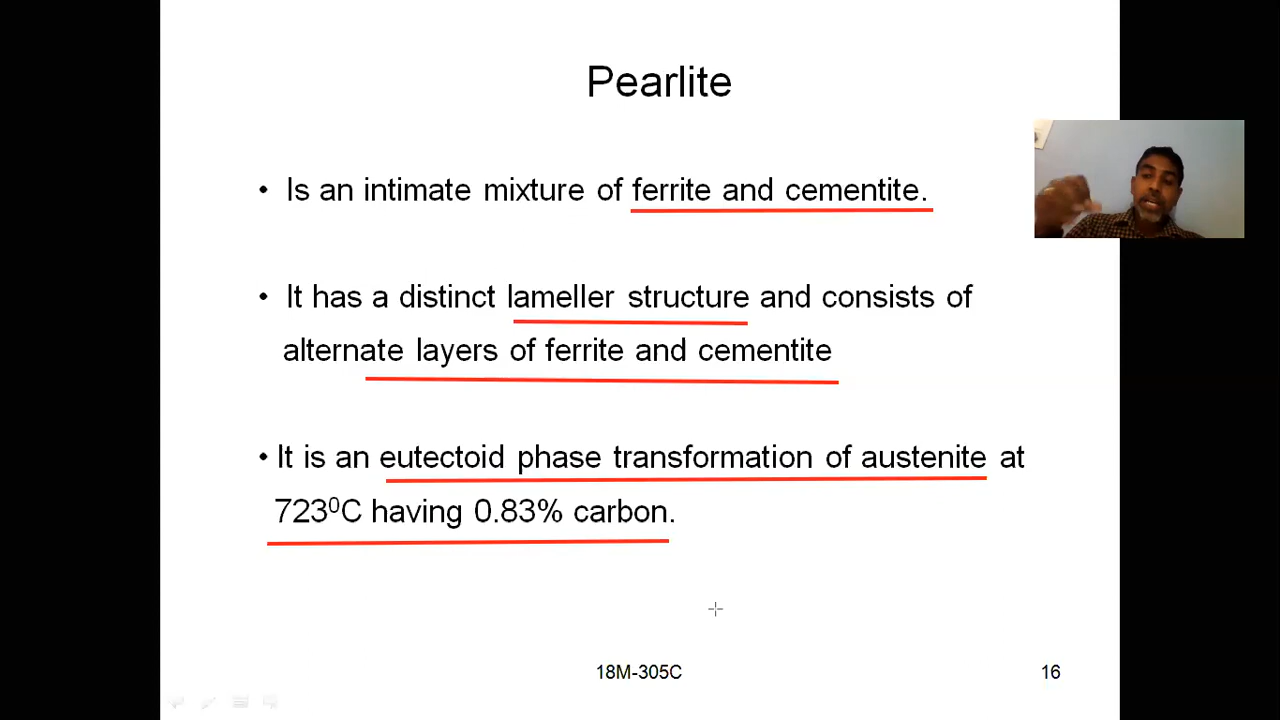 Pearlite
• Is an intimate mixture of ferrite and cementite.
• It has a distinct lameller structure and consists of
alternate layers of ferrite and cementite
• It is an eutectoid phase transformation of austenite at
723⁰C having 0.83% carbon.
18M-305C
16